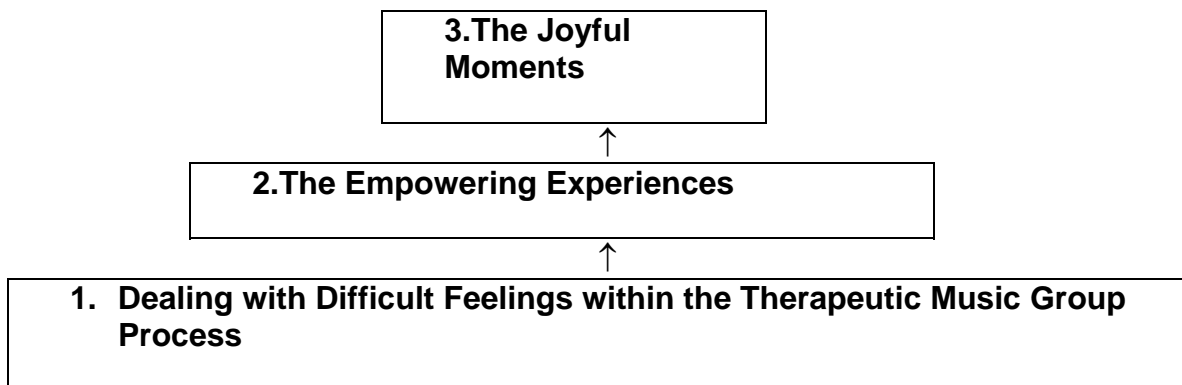 3.The Joyful
Moments
↑
2.The Empowering Experiences
↑
1. Dealing with Difficult Feelings within the Therapeutic Music Group
Process